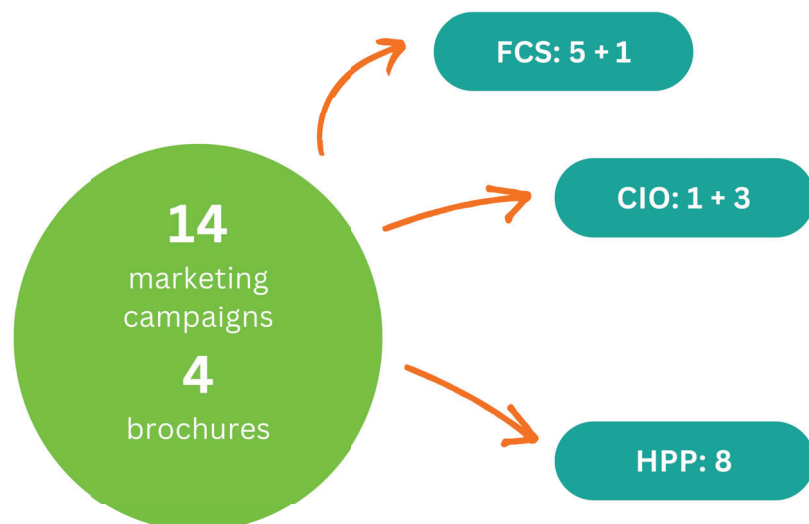 FCS: 5 + 1
CIO: 1 + 3
14
marketing
campaigns
4
brochures
HPP: 8